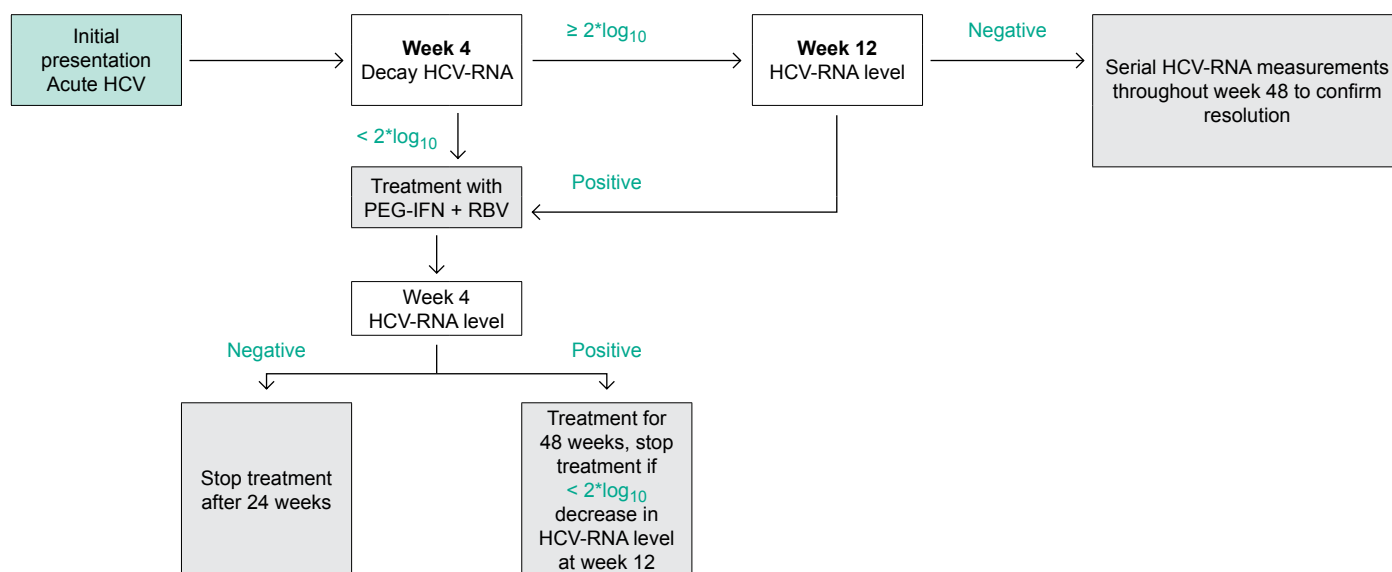 Initial
presentation
Acute HCV
Week 4
Decay HCV-RNA
≥ 2*log10
Week 12
HCV-RNA level
Negative
Serial HCV-RNA measurements
throughout week 48 to confirm
resolution
< 2*log10
Treatment with
PEG-IFN + RBV
Positive
Week 4
HCV-RNA level
Negative
Positive
Stop treatment
after 24 weeks
Treatment for
48 weeks, stop
treatment if
< 2*log10
decrease in
HCV-RNA level
at week 12